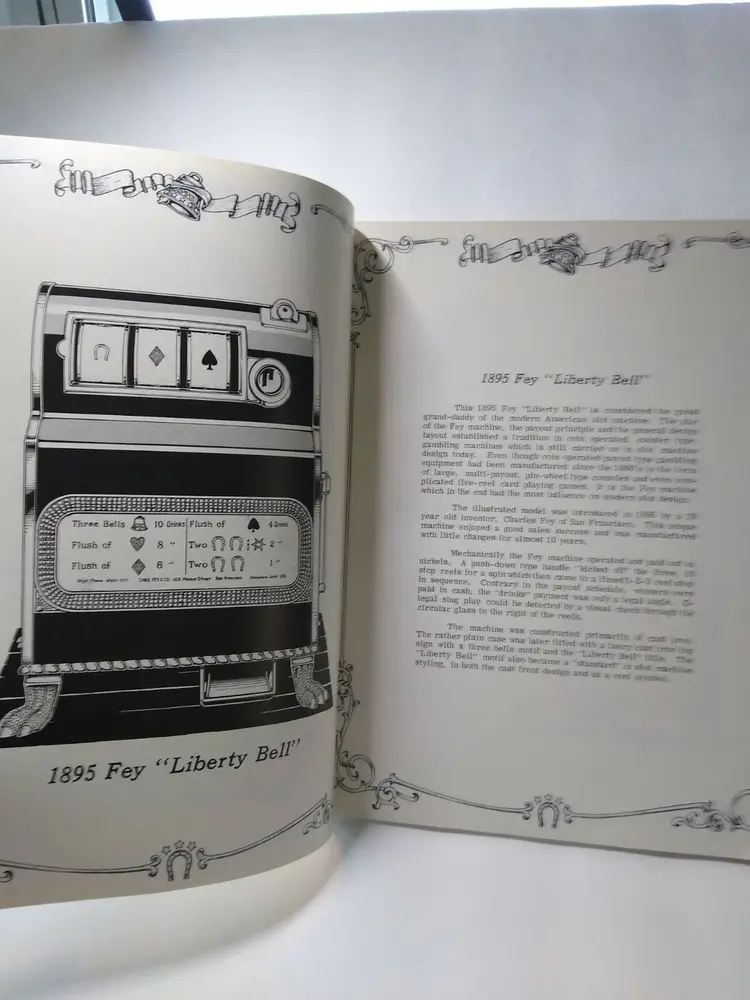 Three Bells 10 Drinks Flush of 4 Drinks
Flush of 8 " Two 2 "
Flush of 6 " Two 1 "
CHAS FEY & CO. San Francisco
1895 Fey "Liberty Bell"
1895 Fey "Liberty Bell"
This 1895 Fey "Liberty Bell" is considered the great
grand-daddy of the modern American slot machine. The size
of the Fey machine, the payout principle and the general design
layout established a tradition in coin operated, counter type,
gambling machines which is still carried on in slot machine
design today. Even though coin operated payout type gambling
equipment had been manufactured since the 1880's in the form
of large, multi-payout, pin-wheel type consoles and even com-
plicated five-reel card playing games, it is the Fey machine
which in the end had the most influence on modern slot design.
The illustrated model was introduced in 1895 by a
year old inventor, Charles Fey of San Francisco. This unique
machine enjoyed a good sales success and was manufactured
with little changes for almost 10 years.
Mechanically the Fey machine operated and paid out in
nickels. A push-down type handle "kicked off" the three, 10
stop reels for a spin which then came to a timed 1-2-3 reel stop
in sequence. Contrary to the payout schedule, winners were
paid in cash, the "drinks" payment was only a legal angle. Il-
legal slug play could be detected by a visual check through the
circular glass to the right of the reels.
The machine was constructed primarily of cast iron.
The rather plain case was later fitted with a fancy cast iron top
sign with a three bells motif and the "Liberty Bell" title. The
"Liberty Bell" motif also became a "standard" in slot machine
styling, in both the cast front design and as a reel symbol.